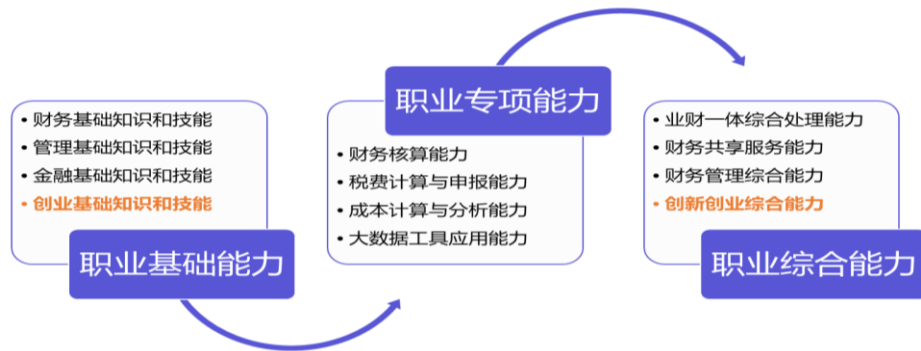 • 财务基础知识和技能
• 管理基础知识和技能
• 金融基础知识和技能
• 创业基础知识和技能
职业基础能力
职业专项能力
• 财务核算能力
• 税费计算与申报能力
• 成本计算与分析能力
• 大数据工具应用能力
• 业财一体综合处理能力
• 财务共享服务能力
• 财务管理综合能力
• 创新创业综合能力
职业综合能力